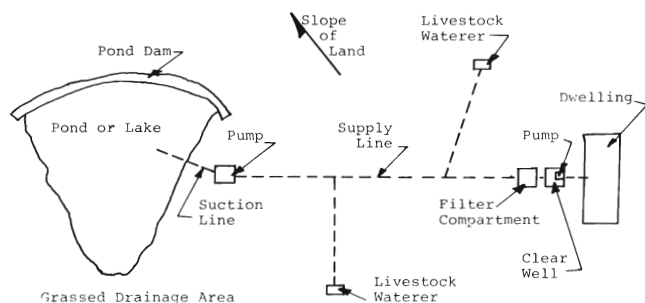 Slope
of
Land
Livestock
Waterer
Pond Dam
Dwelling
Pond or Lake
Pump
Supply
Line
Pump
Suction
Line
Filter
Compartment
Clear
Well
Livestock
Waterer
Grassed Drainage Area